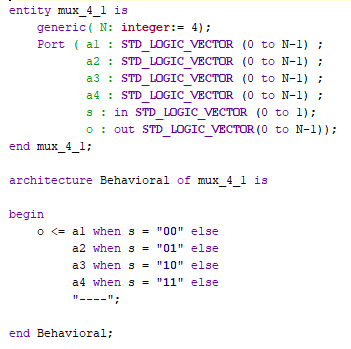 entity mux_4_1 is
    generic( N: integer:= 4);
    Port ( a1 : STD_LOGIC_VECTOR (0 to N-1) ;
           a2 : STD_LOGIC_VECTOR (0 to N-1) ;
           a3 : STD_LOGIC_VECTOR (0 to N-1) ;
           a4 : STD_LOGIC_VECTOR (0 to N-1) ;
           s : in STD_LOGIC_VECTOR (0 to 1);
           o : out STD_LOGIC_VECTOR(0 to N-1));
end mux_4_1;

architecture Behavioral of mux_4_1 is

begin
    o <= a1 when s = "00" else
         a2 when s = "01" else
         a3 when s = "10" else
         a4 when s = "11" else
         "----";

end Behavioral;